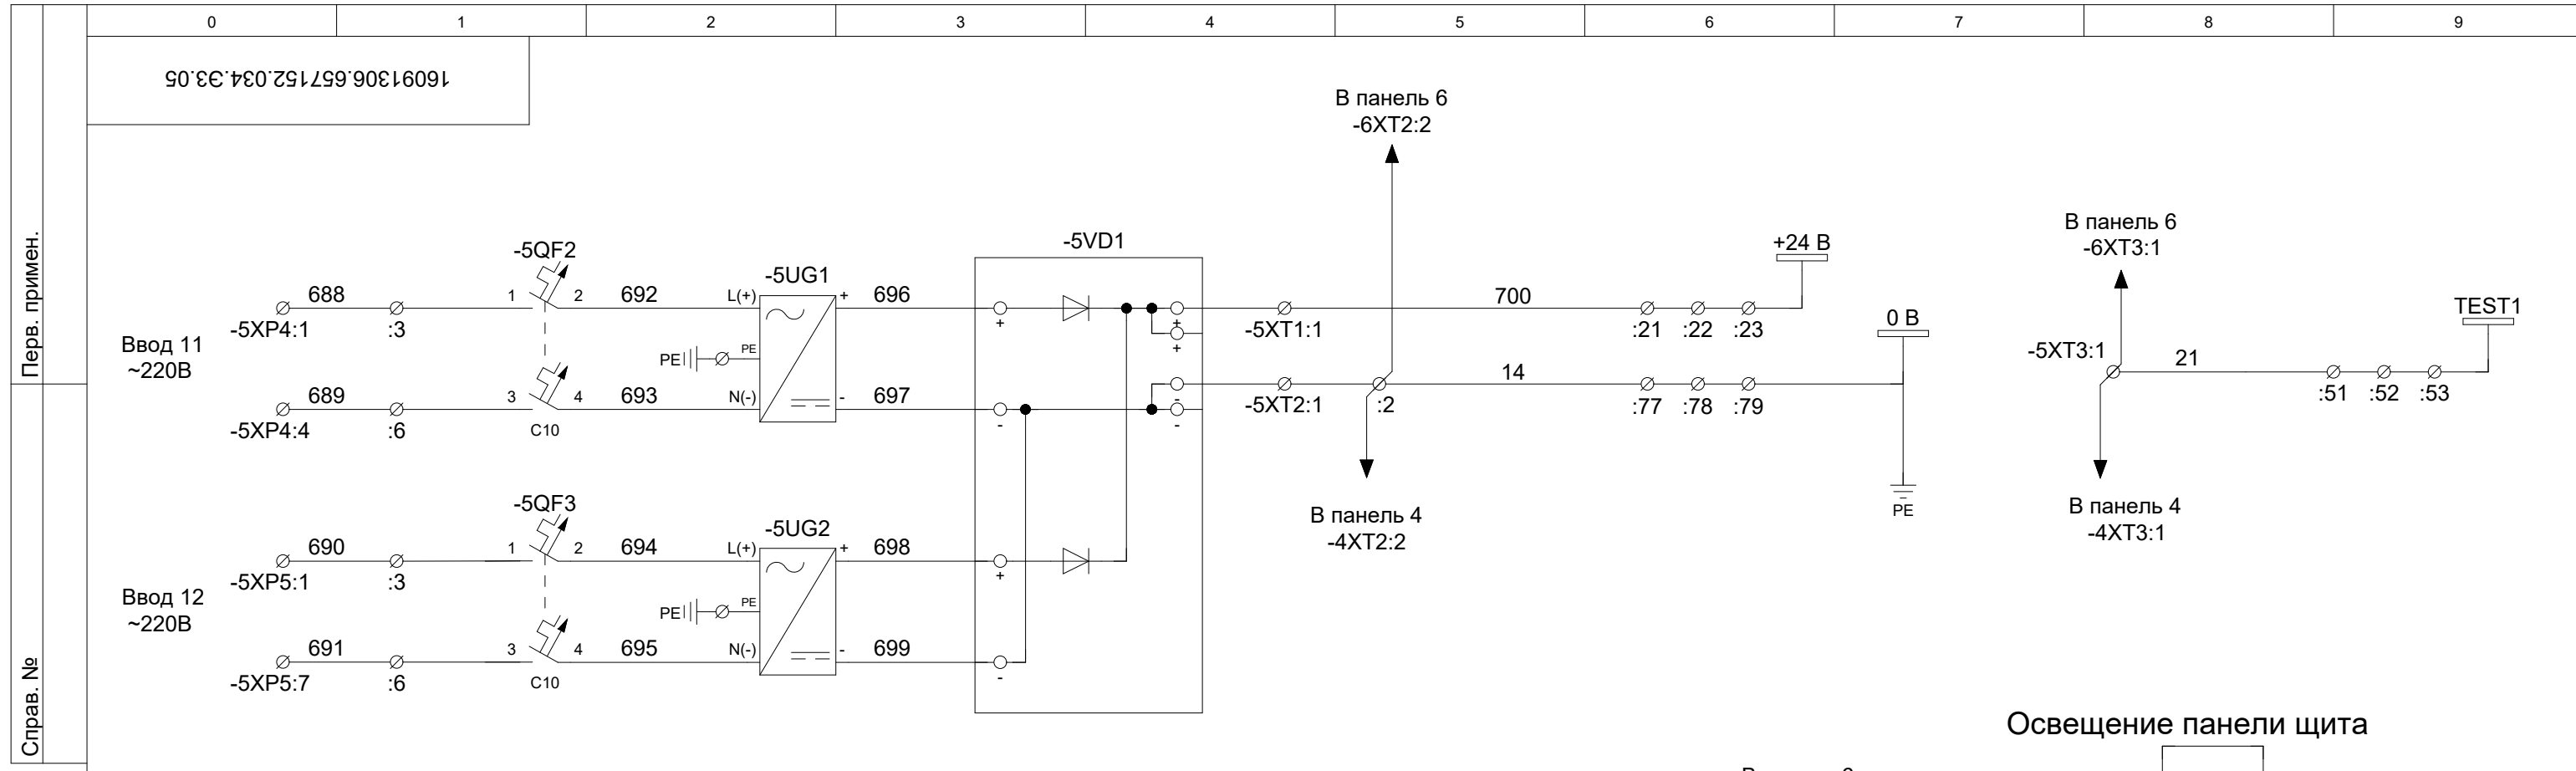 0 1 2 3 4 5 6 7 8 9
16091306.657152.034.Э3.05
Перв. примен.
Справ. №
В панель 6
-6XT2:2
В панель 6
-6XT3:1
-5QF2
-5UG1
-5VD1
+24 В
TEST1
688
1
2
692
L(+)
+
696
+
+
+
700
-5XP4:1
:3
-5XT1:1
:21
:22
:23
0 В
Ввод 11
~220В
PE
PE
-5XT3:1
21
:51
:52
:53
689
3
4
693
N(-)
-
697
-
-
-
14
-5XP4:4
:6
C10
-5XT2:1
:2
:77
:78
:79
PE
В панель 4
-4XT2:2
В панель 4
-4XT3:1
-5QF3
-5UG2
690
1
2
694
L(+)
+
698
+
-5XP5:1
:3
Ввод 12
~220В
PE
PE
691
3
4
695
N(-)
-
699
-
-5XP5:7
:6
C10
Освещение панели щита